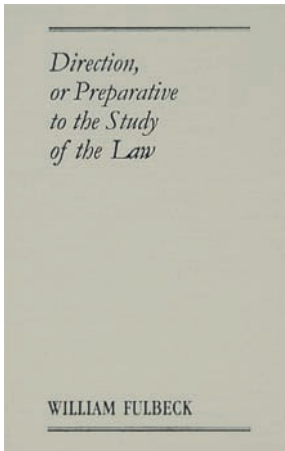 Direction,
or Preparative
to the Study
of the Law
WILLIAM FULBECK